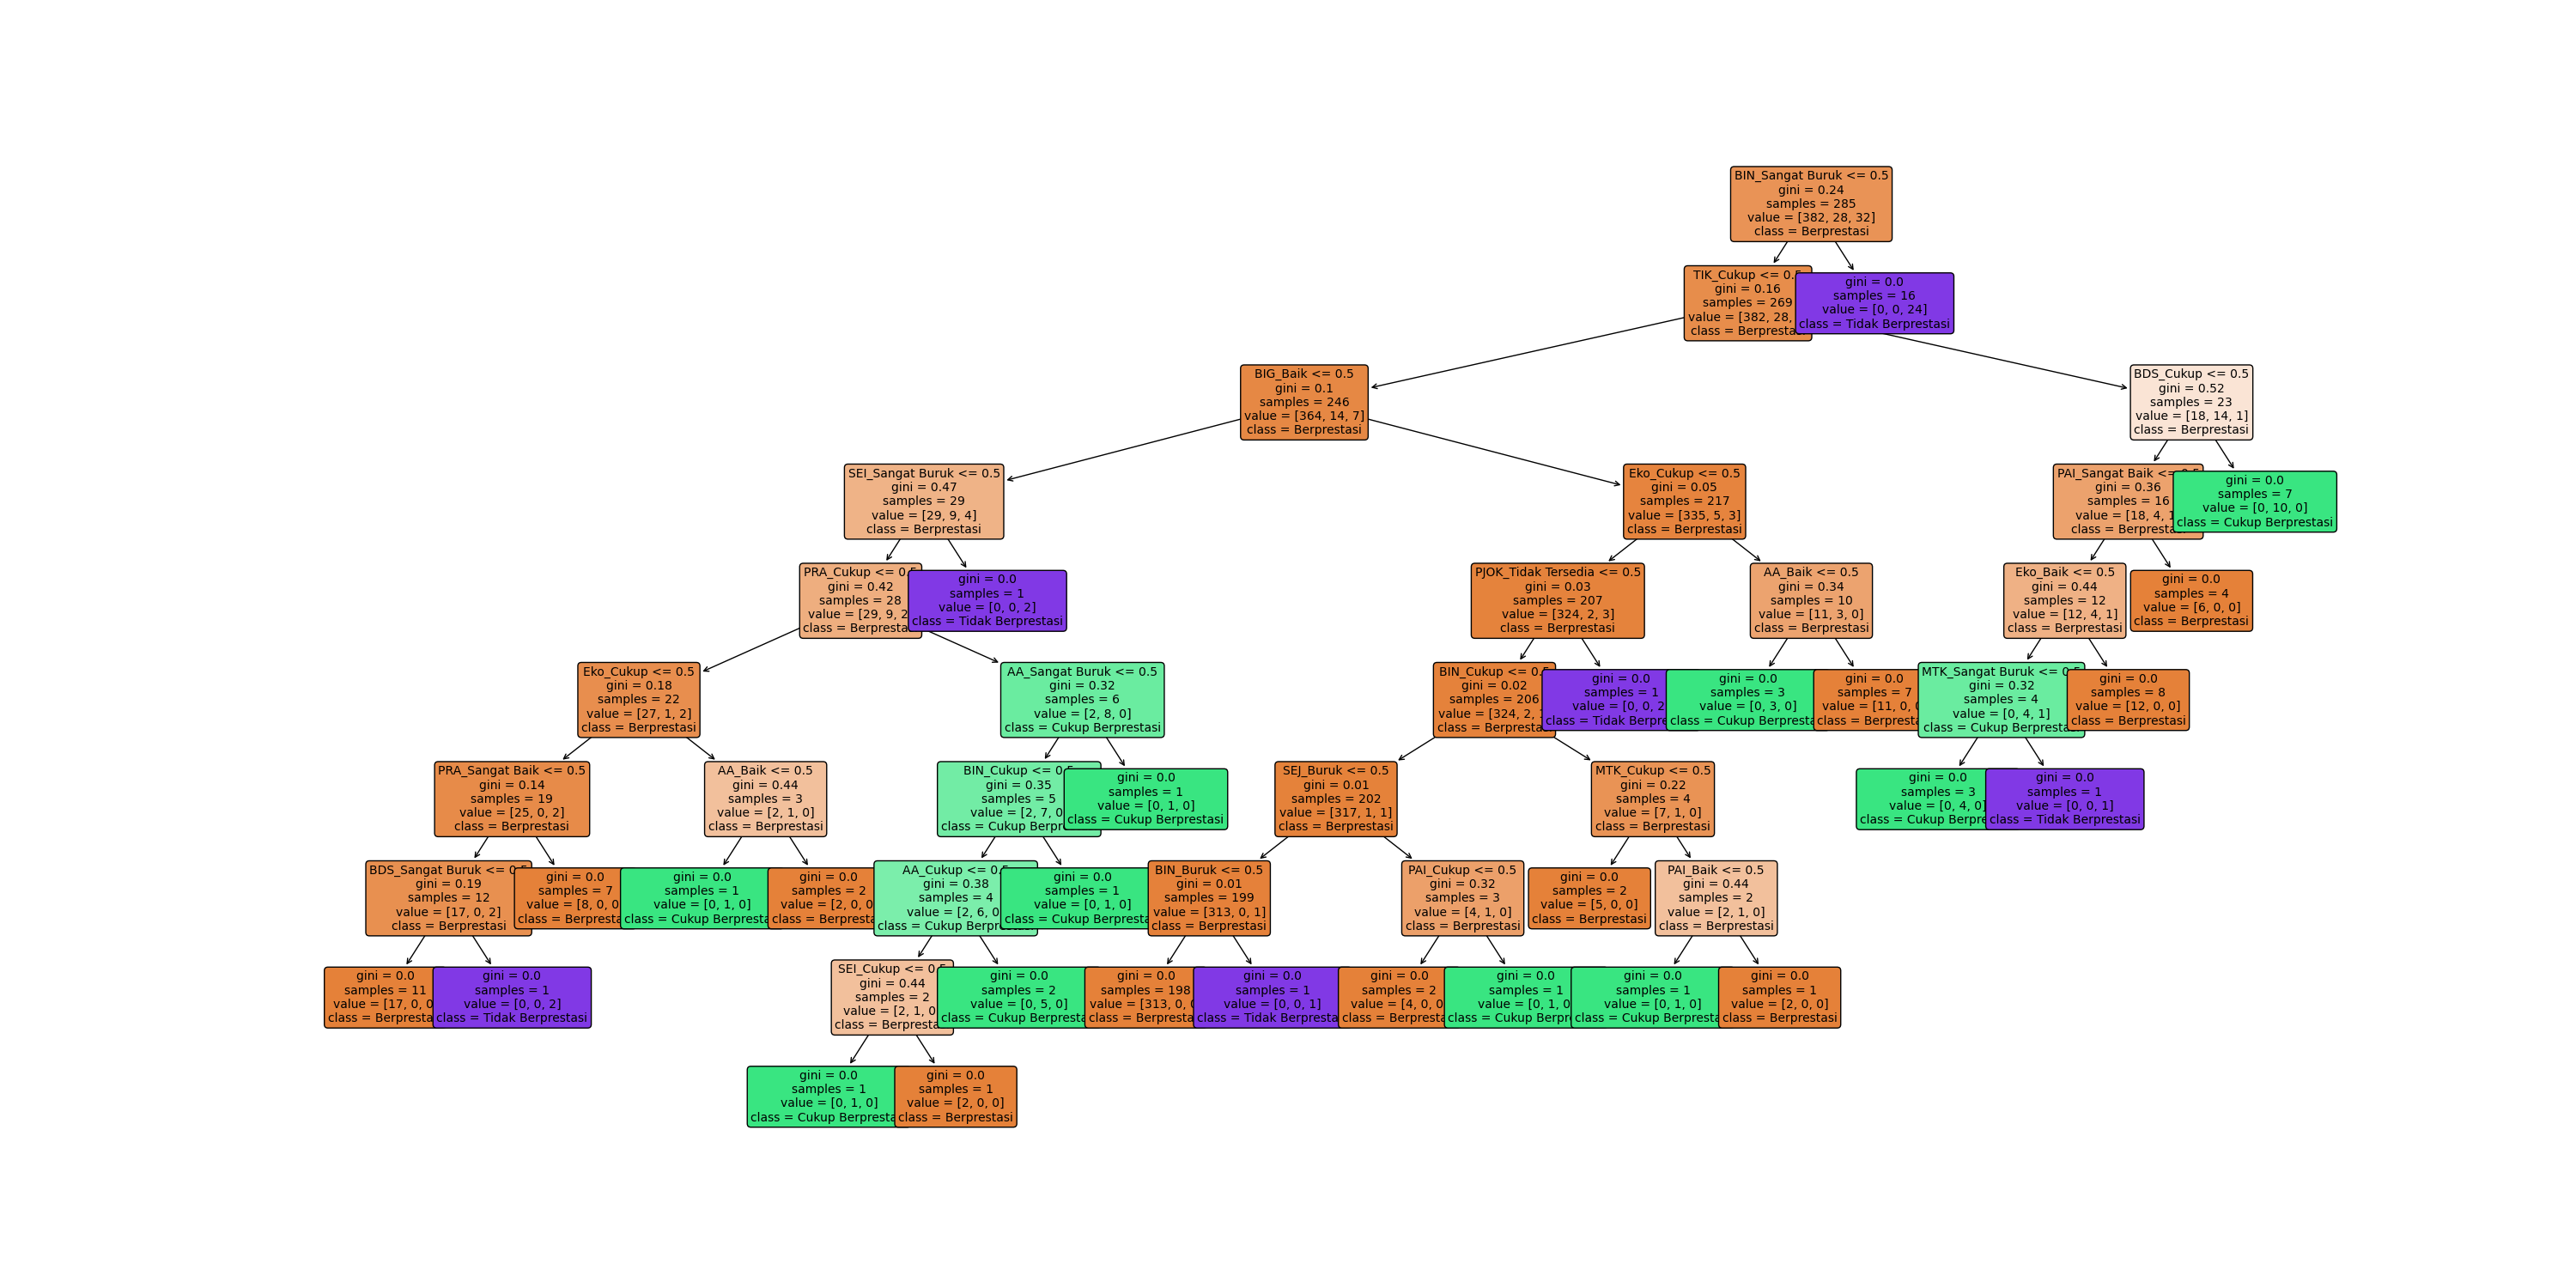 BIN_Sangat Buruk <= 0.5
gini = 0.24
samples = 285
value = [382, 28, 32]
class = Berprestasi
TIK_Cukup <= 0.5
gini = 0.16
samples = 269
value = [382, 28,
class = Berprestas
gini = 0.0
samples = 16
value = [0, 0, 24]
class = Tidak Berprestasi
BIG_Baik <= 0.5
gini = 0.1
samples = 246
value = [364, 14, 7]
class = Berprestasi
BDS_Cukup <= 0.5
gini = 0.52
samples = 23
value = [18, 14, 1]
class = Berprestasi
SEI_Sangat Buruk <= 0.5
gini = 0.47
samples = 29
value = [29, 9, 4]
class = Berprestasi
Eko_Cukup <= 0.5
gini = 0.05
samples = 217
value = [335, 5, 3]
class = Berprestasi
PAI_Sangat Baik <= 0.5
gini = 0.36
samples = 16
value = [18, 4, 1
class = Berpresta
gini = 0.0
samples = 7
value = [0, 10, 0]
class = Cukup Berprestasi
PRA_Cukup <= 0.5
gini = 0.42
samples = 28
value = [29, 9, 2
class = Berpresta
gini = 0.0
samples = 1
value = [0, 0, 2]
class = Tidak Berprestasi
PJOK_Tidak Tersedia <= 0.5
gini = 0.03
samples = 207
value = [324, 2, 3]
class = Berprestasi
AA_Baik <= 0.5
gini = 0.34
samples = 10
value = [11, 3, 0]
class = Berprestasi
Eko_Baik <= 0.5
gini = 0.44
samples = 12
value = [12, 4, 1]
class = Berprestasi
gini = 0.0
samples = 4
value = [6, 0, 0]
class = Berprestasi
Eko_Cukup <= 0.5
gini = 0.18
samples = 22
value = [27, 1, 2]
class = Berprestasi
AA_Sangat Buruk <= 0.5
gini = 0.32
samples = 6
value = [2, 8, 0]
class = Cukup Berprestasi
BIN_Cukup <= 0.5
gini = 0.02
samples = 206
value = [324, 2,
class = Berpresta
gini = 0.0
samples = 1
value = [0, 0, 2
class = Tidak Berpre
gini = 0.0
samples = 3
value = [0, 3, 0]
class = Cukup Berpresta
gini = 0.0
samples = 7
value = [11, 0, 0
class = Berprestas
MTK_Sangat Buruk <= 0.5
gini = 0.32
samples = 4
value = [0, 4, 1]
class = Cukup Berpresta
gini = 0.0
samples = 8
value = [12, 0, 0]
class = Berprestasi
PRA_Sangat Baik <= 0.5
gini = 0.14
samples = 19
value = [25, 0, 2]
class = Berprestasi
AA_Baik <= 0.5
gini = 0.44
samples = 3
value = [2, 1, 0]
class = Berprestasi
BIN_Cukup <= 0.5
gini = 0.35
samples = 5
value = [2, 7, 0
class = Cukup Berpr
gini = 0.0
samples = 1
value = [0, 1, 0]
class = Cukup Berprestasi
SEJ_Buruk <= 0.5
gini = 0.01
samples = 202
value = [317, 1, 1]
class = Berprestasi
MTK_Cukup <= 0.5
gini = 0.22
samples = 4
value = [7, 1, 0]
class = Berprestasi
gini = 0.0
samples = 3
value = [0, 4, 0]
class = Cukup Berpre
gini = 0.0
samples = 1
value = [0, 0, 1]
class = Tidak Berprestasi
BDS_Sangat Buruk <= 0.5
gini = 0.19
samples = 12
value = [17, 0, 2]
class = Berprestasi
gini = 0.0
samples = 7
value = [8, 0, 0
class = Berpresta
gini = 0.0
samples = 1
value = [0, 1, 0]
class = Cukup Berpresta
gini = 0.0
samples = 2
value = [2, 0, 0
class = Berprestas
AA_Cukup <= 0.5
gini = 0.38
samples = 4
value = [2, 6, 0
class = Cukup Berpr
gini = 0.0
samples = 1
value = [0, 1, 0]
class = Cukup Berpresta
BIN_Buruk <= 0.5
gini = 0.01
samples = 199
value = [313, 0, 1]
class = Berprestasi
PAI_Cukup <= 0.5
gini = 0.32
samples = 3
value = [4, 1, 0]
class = Berprestasi
gini = 0.0
samples = 2
value = [5, 0, 0]
class = Berprestasi
PAI_Baik <= 0.5
gini = 0.44
samples = 2
value = [2, 1, 0]
class = Berprestasi
gini = 0.0
samples = 11
value = [17, 0, 0
class = Berpresta
gini = 0.0
samples = 1
value = [0, 0, 2]
class = Tidak Berprestasi
SEI_Cukup <= 0.5
gini = 0.44
samples = 2
value = [2, 1, 0
class = Berpresta
gini = 0.0
samples = 2
value = [0, 5, 0]
class = Cukup Berpresta
gini = 0.0
samples = 198
value = [313, 0, 0
class = Berpresta
gini = 0.0
samples = 1
value = [0, 0, 1]
class = Tidak Berpresta
gini = 0.0
samples = 2
value = [4, 0, 0
class = Berpresta
gini = 0.0
samples = 1
value = [0, 1, 0
class = Cukup Berpr
gini = 0.0
samples = 1
value = [0, 1, 0]
class = Cukup Berpresta
gini = 0.0
samples = 1
value = [2, 0, 0]
class = Berprestasi
gini = 0.0
samples = 1
value = [0, 1, 0]
class = Cukup Berpresta
gini = 0.0
samples = 1
value = [2, 0, 0]
class = Berprestasi